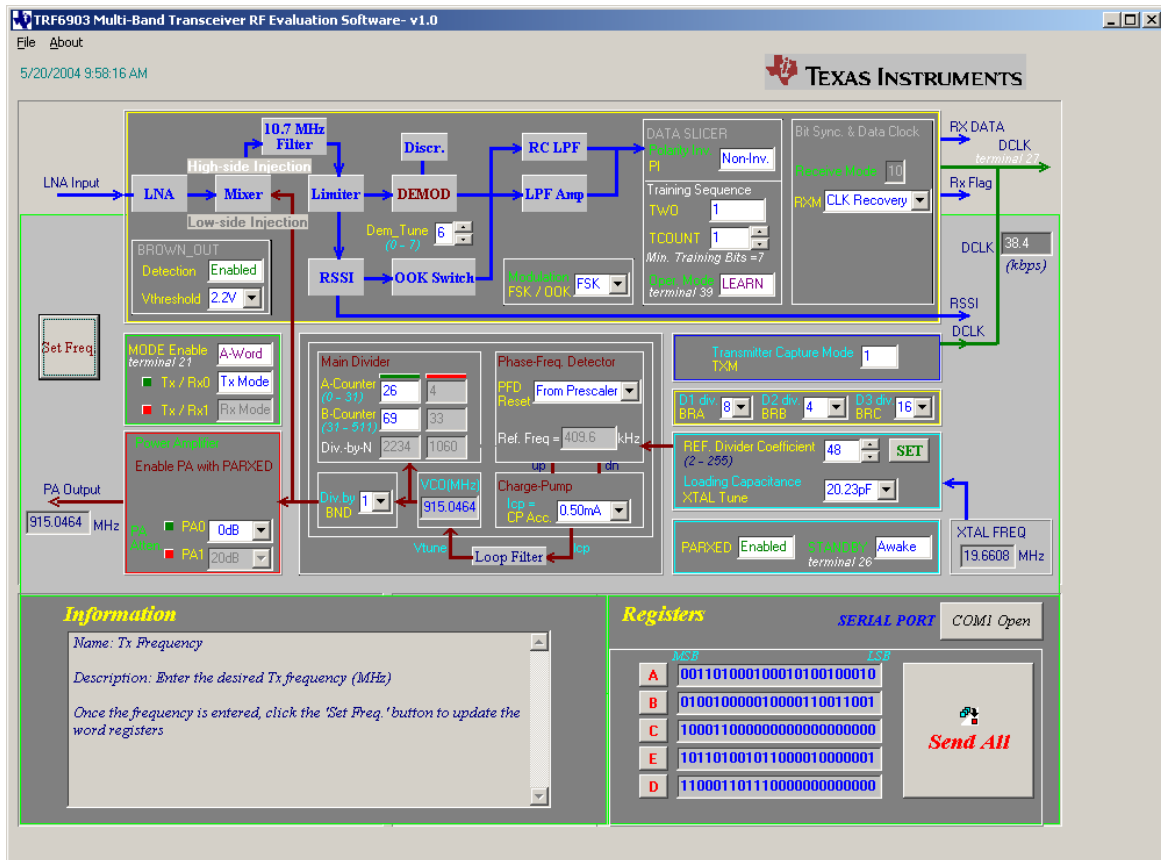 TRF6903 Multi-Band Transceiver RF Evaluation Software- v1.0
File About
5/20/2004 9:58:16 AM
TEXAS INSTRUMENTS
LNA Input
LNA
High-side Injection
Mixer
Low-side Injection
10.7 MHz
Filter
Limiter
Discr.
DEMOD
RC LPF
LPF Amp
Dem_Tune 6
(0 - 7)
RSSI
OOK Switch
Modulation
FSK / OOK FSK
BROWN_OUT
Detection Enabled
Vthreshold 2.2V
DATA SLICER
Polarity Inv.
PI Non-Inv.
Training Sequence
TWO 1
TCOUNT 1
Min. Training Bits =7
Oper. Mode
terminal 39 LEARN
Bit Sync. & Data Clock
Receive Mode 10
RXM CLK Recovery
RX DATA
DCLK
terminal 27
Rx Flag
DCLK 38.4
(kbps)
RSSI
DCLK
Set Freq.
MODE Enable
terminal 21 A-Word
Tx / Rx0 Tx Mode
Tx / Rx1 Rx Mode
Power Amplifier
Enable PA with PARXED
PA
Atten.
PA0 0dB
PA1 20dB
PA Output
915.0464 MHz
Main Divider
A-Counter
(0 - 31) 26 4
B-Counter
(31 - 511) 69 33
Div.-by-N 2234 1060
Div.by
BND 1
VCO(MHz)
915.0464
Vtune
Loop Filter
Icp
Phase-Freq. Detector
PFD
Reset From Prescaler
Ref. Freq = 409.6 kHz
up dn
Charge-Pump
Icp =
CP Acc. 0.50mA
Transmitter Capture Mode
TXM 1
D1 div.
BRA 8
D2 div.
BRB 4
D3 div.
BRC 16
REF. Divider Coefficient
(2 - 255) 48 SET
Loading Capacitance
XTAL Tune 20.23pF
PARXED Enabled
STANDBY Awake
terminal 26
XTAL FREQ
19.6608 MHz
Information
Name: Tx Frequency
Description: Enter the desired Tx frequency (MHz)
Once the frequency is entered, click the 'Set Freq.' button to update the
word registers
Registers
SERIAL PORT COM1 Open
MSB LSB
A 001101000100010100100010
B 010010000010000110011001
C 100011000000000000000000
E 101101001011000010000001
D 110001101110000000000000
Send All